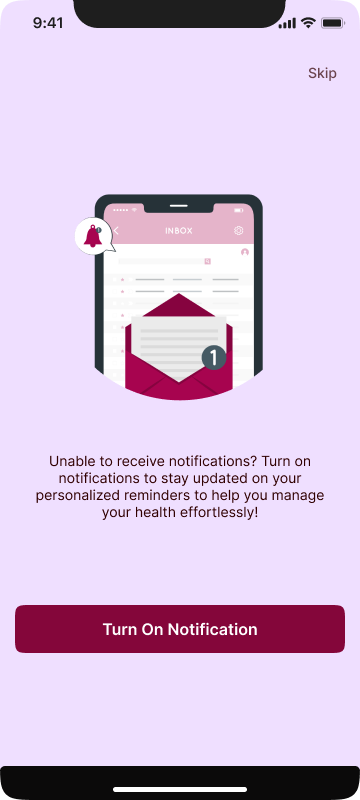 9:41
Skip
INBOX
1
Unable to receive notifications? Turn on
notifications to stay updated on your
personalized reminders to help you manage
your health effortlessly!
Turn On Notification